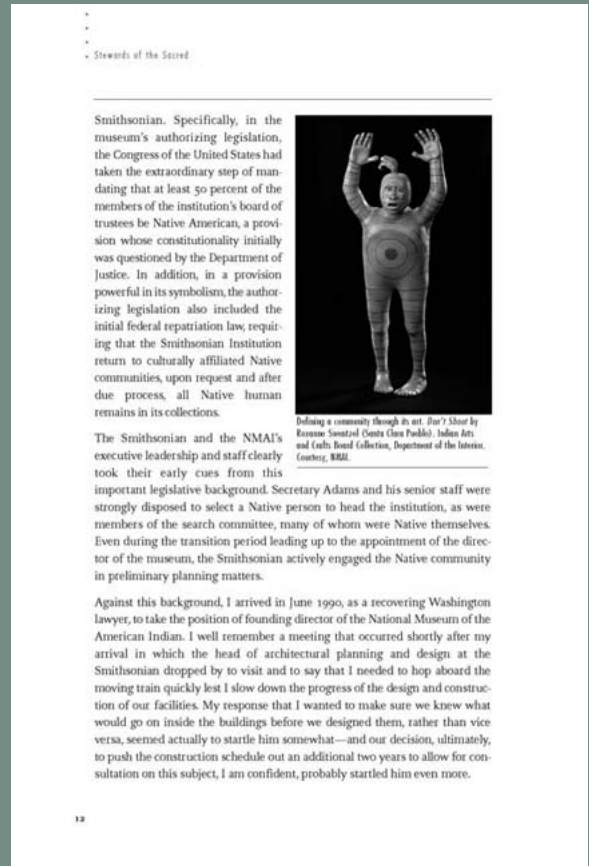 Stewards of the Sacred
Smithsonian. Specifically, in the
museum's authorizing legislation,
the Congress of the United States had
taken the extraordinary step of man-
dating that at least 50 percent of the
members of the institution's board of
trustees be Native American, a provi-
sion whose constitutionality initially
was questioned by the Department of
Justice. In addition, in a provision
powerful in its symbolism, the author-
izing legislation also included the
initial federal repatriation law, requir-
ing that the Smithsonian Institution
return to culturally affiliated Native
communities, upon request and after
due process, all Native human
remains in its collections.
Defining a community through its art. Don't Shoot by
Roxanne Swentzel (Santa Clara Pueblo). Indian Arts
and Crafts Board Collection, Department of the Interior.
Courtesy, NMAI.
The Smithsonian and the NMAI's
executive leadership and staff clearly
took their early cues from this
important legislative background. Secretary Adams and his senior staff were
strongly disposed to select a Native person to head the institution, as were
members of the search committee, many of whom were Native themselves.
Even during the transition period leading up to the appointment of the direc-
tor of the museum, the Smithsonian actively engaged the Native community
in preliminary planning matters.
Against this background, I arrived in June 1990, as a recovering Washington
lawyer, to take the position of founding director of the National Museum of the
American Indian. I well remember a meeting that occurred shortly after my
arrival in which the head of architectural planning and design at the
Smithsonian dropped by to visit and to say that I needed to hop aboard the
moving train quickly lest I slow down the progress of the design and construc-
tion of our facilities. My response that I wanted to make sure we knew what
would go on inside the buildings before we designed them, rather than vice
versa, seemed actually to startle him somewhat—and our decision, ultimately,
to push the construction schedule out an additional two years to allow for con-
sultation on this subject, I am confident, probably startled him even more.
12